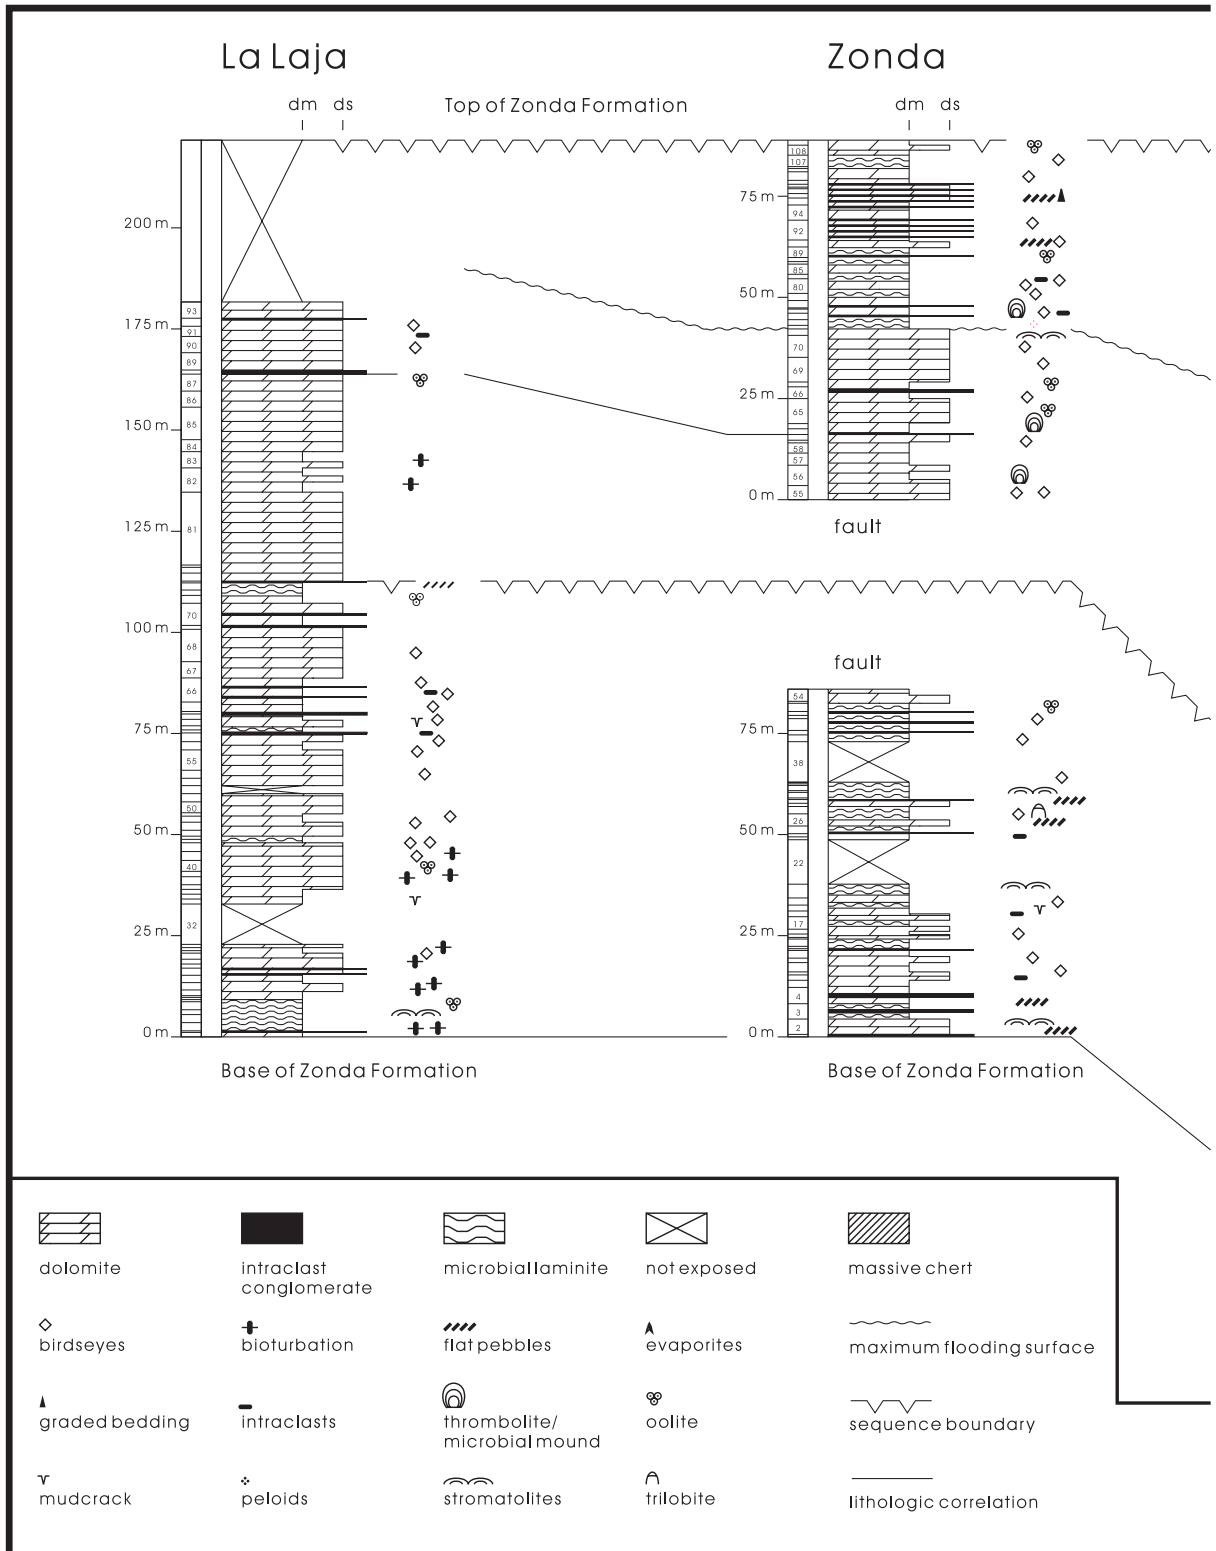 La Laja
Zonda
dm ds
Top of Zonda Formation
dm ds
200 m
175 m
150 m
125 m
100 m
75 m
50 m
25 m
0 m
93
91
90
89
87
86
85
84
83
82
81
70
68
67
66
55
50
40
32
75 m
50 m
25 m
0 m
108
107
94
92
89
85
80
70
69
66
65
58
57
56
55
fault
fault
75 m
50 m
25 m
0 m
54
38
26
22
17
4
3
2
Base of Zonda Formation
Base of Zonda Formation
dolomite
intraclast
conglomerate
microbial laminite
not exposed
massive chert
birdseyes
bioturbation
flat pebbles
evaporites
maximum flooding surface
graded bedding
intraclasts
thrombolite/
microbial mound
oolite
sequence boundary
mudcrack
peloids
stromatolites
trilobite
lithologic correlation